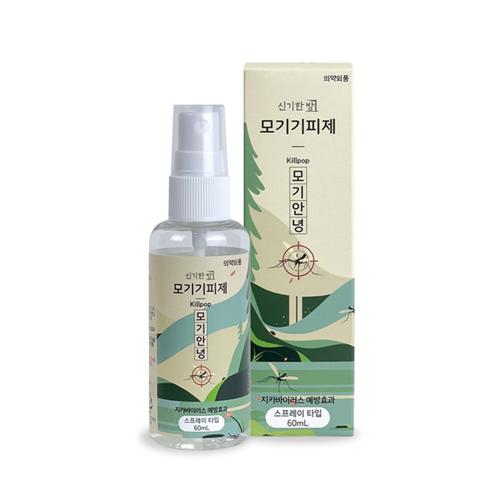 의약외품
신기한 밤
모기기피제
Killpop
모기안녕
지카바이러스 예방효과
스프레이 타입
60mL
의약외품
신기한 밤
모기기피제
Killpop
모기안녕
지카바이러스 예방효과
스프레이 타입
60mL